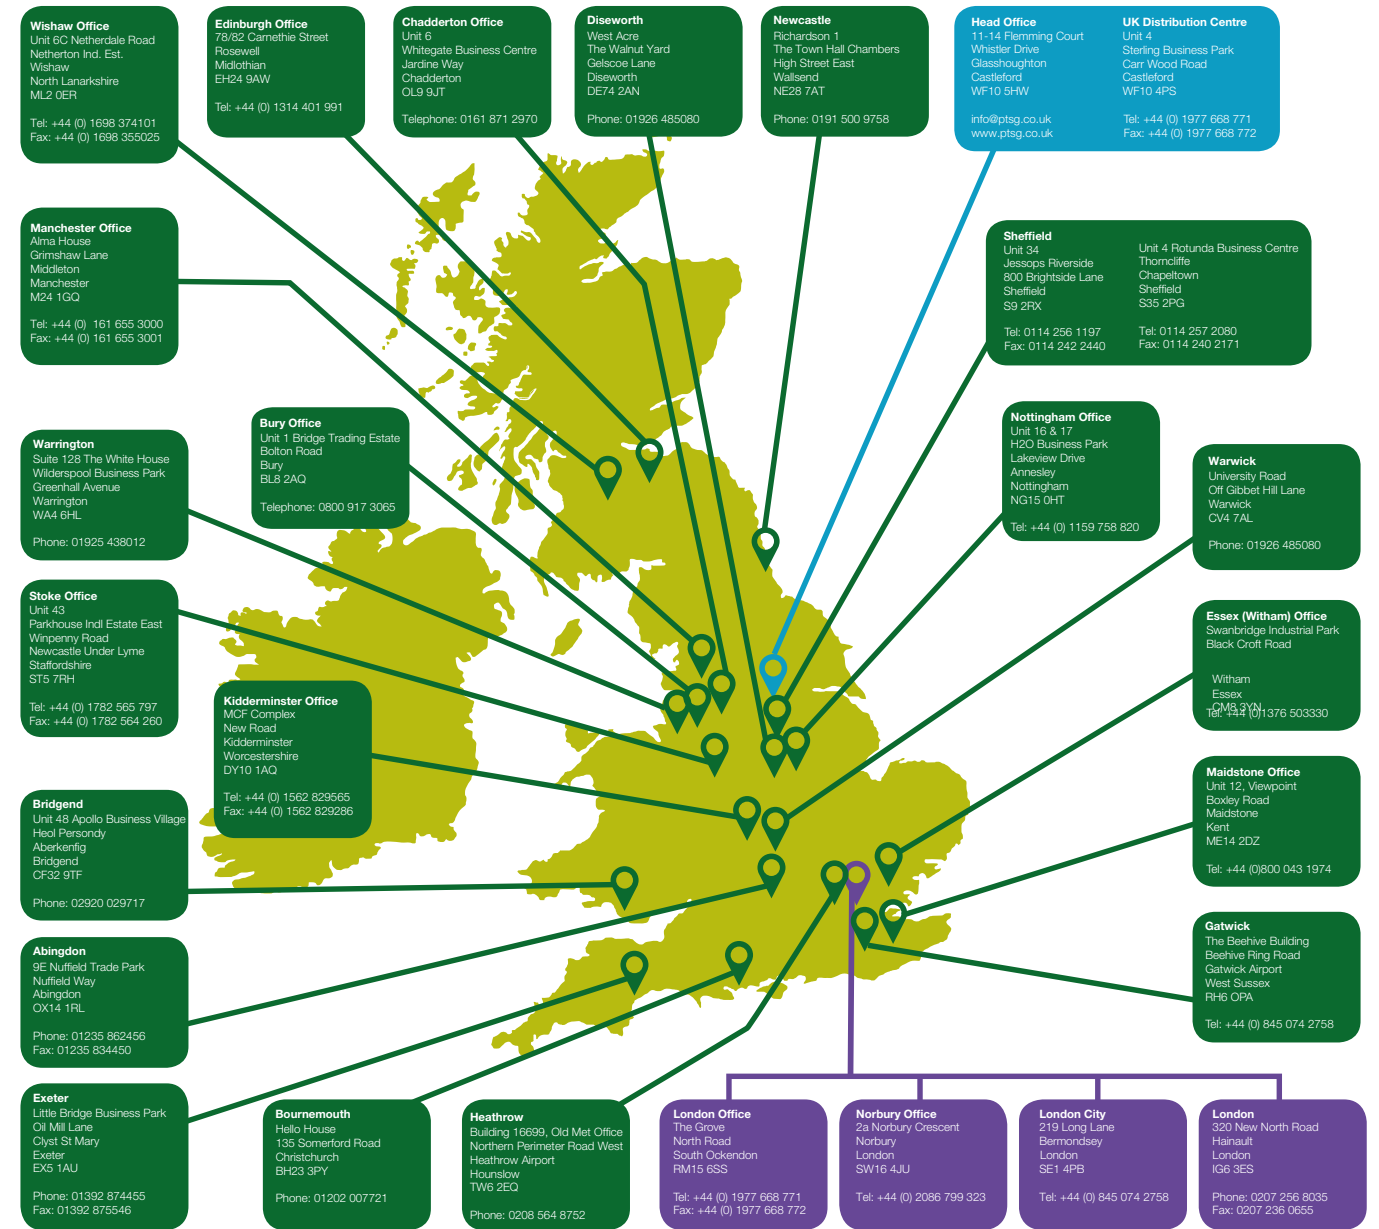 Wishaw Office
Unit 6C Netherdale Road
Netherton Ind. Est.
Wishaw
North Lanarkshire
ML2 0ER
Tel: +44 (0) 1698 374101
Fax: +44 (0) 1698 355025
Edinburgh Office
78/82 Carnethie Street
Rosewell
Midlothian
EH24 9AW
Tel: +44 (0) 1314 401 991
Chadderton Office
Unit 6
Whitegate Business Centre
Jardine Way
Chadderton
OL9 9JT
Telephone: 0161 871 2970
Diseworth
West Acre
The Walnut Yard
Gelscoe Lane
Diseworth
DE74 2AN
Phone: 01926 485080
Newcastle
Richardson 1
The Town Hall Chambers
High Street East
Wallsend
NE28 7AT
Phone: 0191 500 9758
Head Office
11-14 Flemming Court
Whistler Drive
Glasshoughton
Castleford
WF10 5HW
info@ptsg.co.uk
www.ptsg.co.uk
UK Distribution Centre
Unit 4
Sterling Business Park
Carr Wood Road
Castleford
WF10 4PS
Tel: +44 (0) 1977 668 771
Fax: +44 (0) 1977 668 772
Manchester Office
Alma House
Grimshaw Lane
Middleton
Manchester
M24 1GQ
Tel: +44 (0) 161 655 3000
Fax: +44 (0) 161 655 3001
Sheffield
Unit 34
Jessops Riverside
800 Brightside Lane
Sheffield
S9 2RX
Tel: 0114 256 1197
Fax: 0114 242 2440
Unit 4 Rotunda Business Centre
Thorncliffe
Chapeltown
Sheffield
S35 2PG
Tel: 0114 257 2080
Fax: 0114 240 2171
Bury Office
Unit 1 Bridge Trading Estate
Bolton Road
Bury
BL8 2AQ
Telephone: 0800 917 3065
Nottingham Office
Unit 16 & 17
H2O Business Park
Lakeview Drive
Annesley
Nottingham
NG15 0HT
Tel: +44 (0) 1159 758 820
Warrington
Suite 128 The White House
Wilderspool Business Park
Greenhall Avenue
Warrington
WA4 6HL
Phone: 01925 438012
Warwick
University Road
Off Gibbet Hill Lane
Warwick
CV4 7AL
Phone: 01926 485080
Stoke Office
Unit 43
Parkhouse Indl Estate East
Winpenny Road
Newcastle Under Lyme
Staffordshire
ST5 7RH
Tel: +44 (0) 1782 565 797
Fax: +44 (0) 1782 564 260
Essex (Witham) Office
Swanbridge Industrial Park
Black Croft Road
Witham
Essex
CM8 3YN
Tel: +44 (0)1376 503330
Kidderminster Office
MCF Complex
New Road
Kidderminster
Worcestershire
DY10 1AQ
Tel: +44 (0) 1562 829565
Fax: +44 (0) 1562 829286
Maidstone Office
Unit 12, Viewpoint
Boxley Road
Maidstone
Kent
ME14 2DZ
Tel: +44 (0)800 043 1974
Bridgend
Unit 48 Apollo Business Village
Heol Persondy
Aberkenfig
Bridgend
CF32 9TF
Phone: 02920 029717
Gatwick
The Beehive Building
Beehive Ring Road
Gatwick Airport
West Sussex
RH6 OPA
Tel: +44 (0) 845 074 2758
Abingdon
9E Nuffield Trade Park
Nuffield Way
Abingdon
OX14 1RL
Phone: 01235 862456
Fax: 01235 834450
Exeter
Little Bridge Business Park
Oil Mill Lane
Clyst St Mary
Exeter
EX5 1AU
Phone: 01392 874455
Fax: 01392 875546
Bournemouth
Hello House
135 Somerford Road
Christchurch
BH23 3PY
Phone: 01202 007721
Heathrow
Building 16699, Old Met Office
Northern Perimeter Road West
Heathrow Airport
Hounslow
TW6 2EQ
Phone: 0208 564 8752
London Office
The Grove
North Road
South Ockendon
RM15 6SS
Tel: +44 (0) 1977 668 771
Fax: +44 (0) 1977 668 772
Norbury Office
2a Norbury Crescent
Norbury
London
SW16 4JU
Tel: +44 (0) 2086 799 323
London City
219 Long Lane
Bermondsey
London
SE1 4PB
Tel: +44 (0) 845 074 2758
London
320 New North Road
Hainault
London
IG6 3ES
Phone: 0207 256 8035
Fax: 0207 236 0655